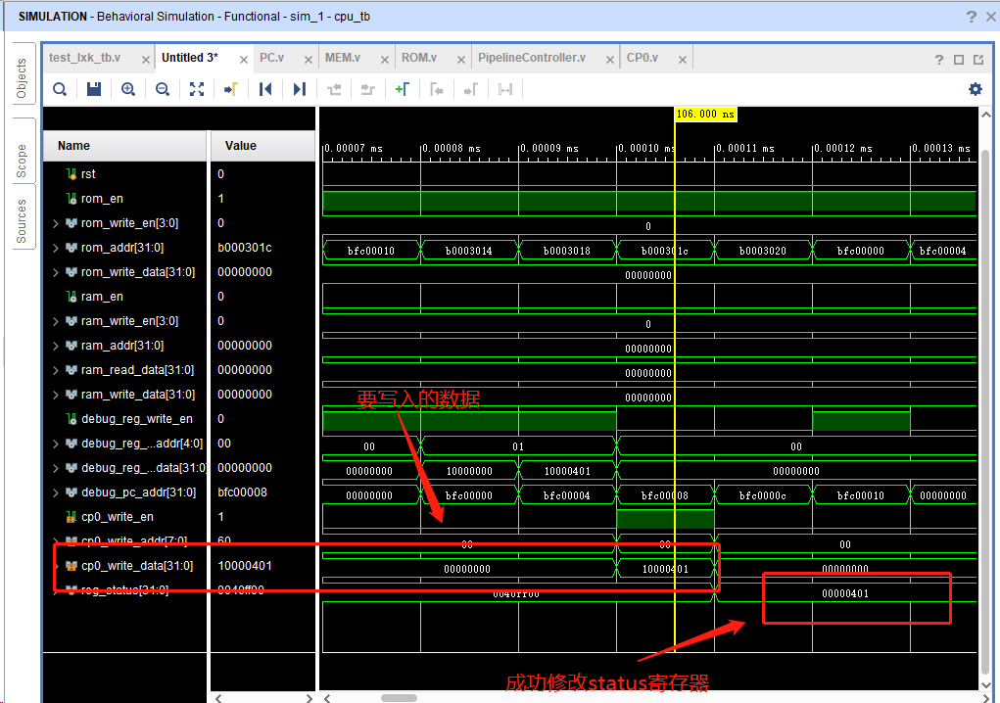 SIMULATION - Behavioral Simulation - Functional - sim_1 - cpu_tb
Objects
Scope
Sources
test_lxk_tb.v
Untitled 3*
PC.v
MEM.v
ROM.v
PipelineController.v
CP0.v
106.000 ns
Name Value
0.00007 ms 0.00008 ms 0.00009 ms 0.00010 ms 0.00011 ms 0.00012 ms 0.00013 ms
rst 0
rom_en 1
rom_write_en[3:0] 0 0
rom_addr[31:0] b000301c bfc00010 b0003014 b0003018 b000301c b0003020 bfc00000 bfc00004
rom_write_data[31:0] 00000000 00000000
ram_en 0
ram_write_en[3:0] 0 0
ram_addr[31:0] 00000000 00000000
ram_read_data[31:0] 00000000 00000000
ram_write_data[31:0] 00000000 00000000
要写入的数据
debug_reg_write_en 0
debug_reg_...addr[4:0] 00 00 01 00
debug_reg_...data[31:0] 00000000 00000000 10000000 10000401 00000000
debug_pc_addr[31:0] bfc00008 00000000 bfc00000 bfc00004 bfc00008 bfc0000c bfc00010 00000000
cp0_write_en 1
cp0_write_addr[7:0] 60 00 00
cp0_write_data[31:0] 10000401 00000000 10000401 00000000
reg_status[31:0] 0040ff00 0040ff00 00000401
成功修改status寄存器